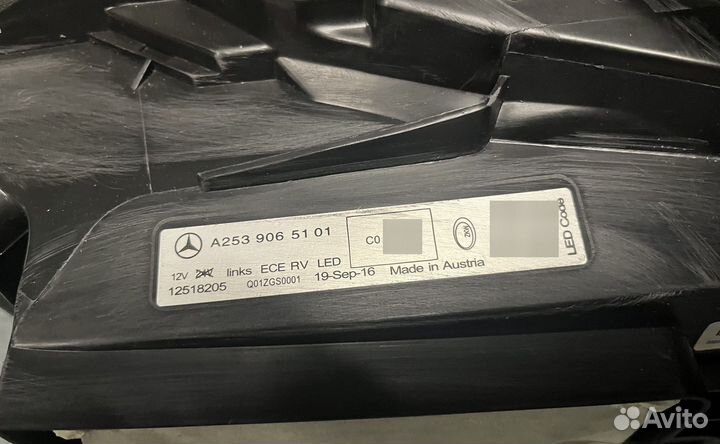 A253 906 51 01
C0
12V 24V links ECE RV LED
12518205 Q01ZGS0001 19-Sep-16 Made in Austria
LED Code
Avito